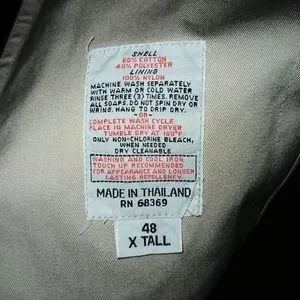 SHELL
60% COTTON
40% POLYESTER
LINING
100% NYLON
MACHINE WASH SEPARATELY
WITH WARM OR COLD WATER
RINSE THREE (3) TIMES. REMOVE
ALL SOAPS. DO NOT SPIN DRY OR
WRING. HANG TO DRIP DRY.
-OR-
COMPLETE WASH CYCLE
PLACE IN MACHINE DRYER
TUMBLE DRY AT 160°F
ONLY NON-CHLORINE BLEACH,
WHEN NEEDED
DRY CLEANABLE
WASHING AND COOL IRON
TOUCH UP RECOMMENDED
FOR APPEARANCE AND LONGER
LASTING REPELLENCY.
MADE IN THAILAND
RN 68369
48
X TALL